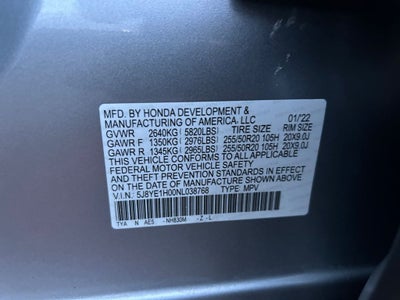 MFD. BY HONDA DEVELOPMENT &
MANUFACTURING OF AMERICA, LLC 01/22
GVWR 2640KG ( 5820LBS) TIRE SIZE RIM SIZE
GAWR F 1350KG ( 2976LBS) 255/50R20 105H 20X9.0J
GAWR R 1345KG ( 2965LBS) 255/50R20 105H 20X9.0J
THIS VEHICLE CONFORMS TO ALL APPLICABLE
FEDERAL MOTOR VEHICLE SAFETY
AND THEFT PREVENTION STANDARDS IN EFFECT ON THE
DATE OF MANUFACTURE SHOWN ABOVE.
V.I.N.: 5J8YE1H00NL038768 TYPE: MPV
TYA N AE5 NH830M - Z - L